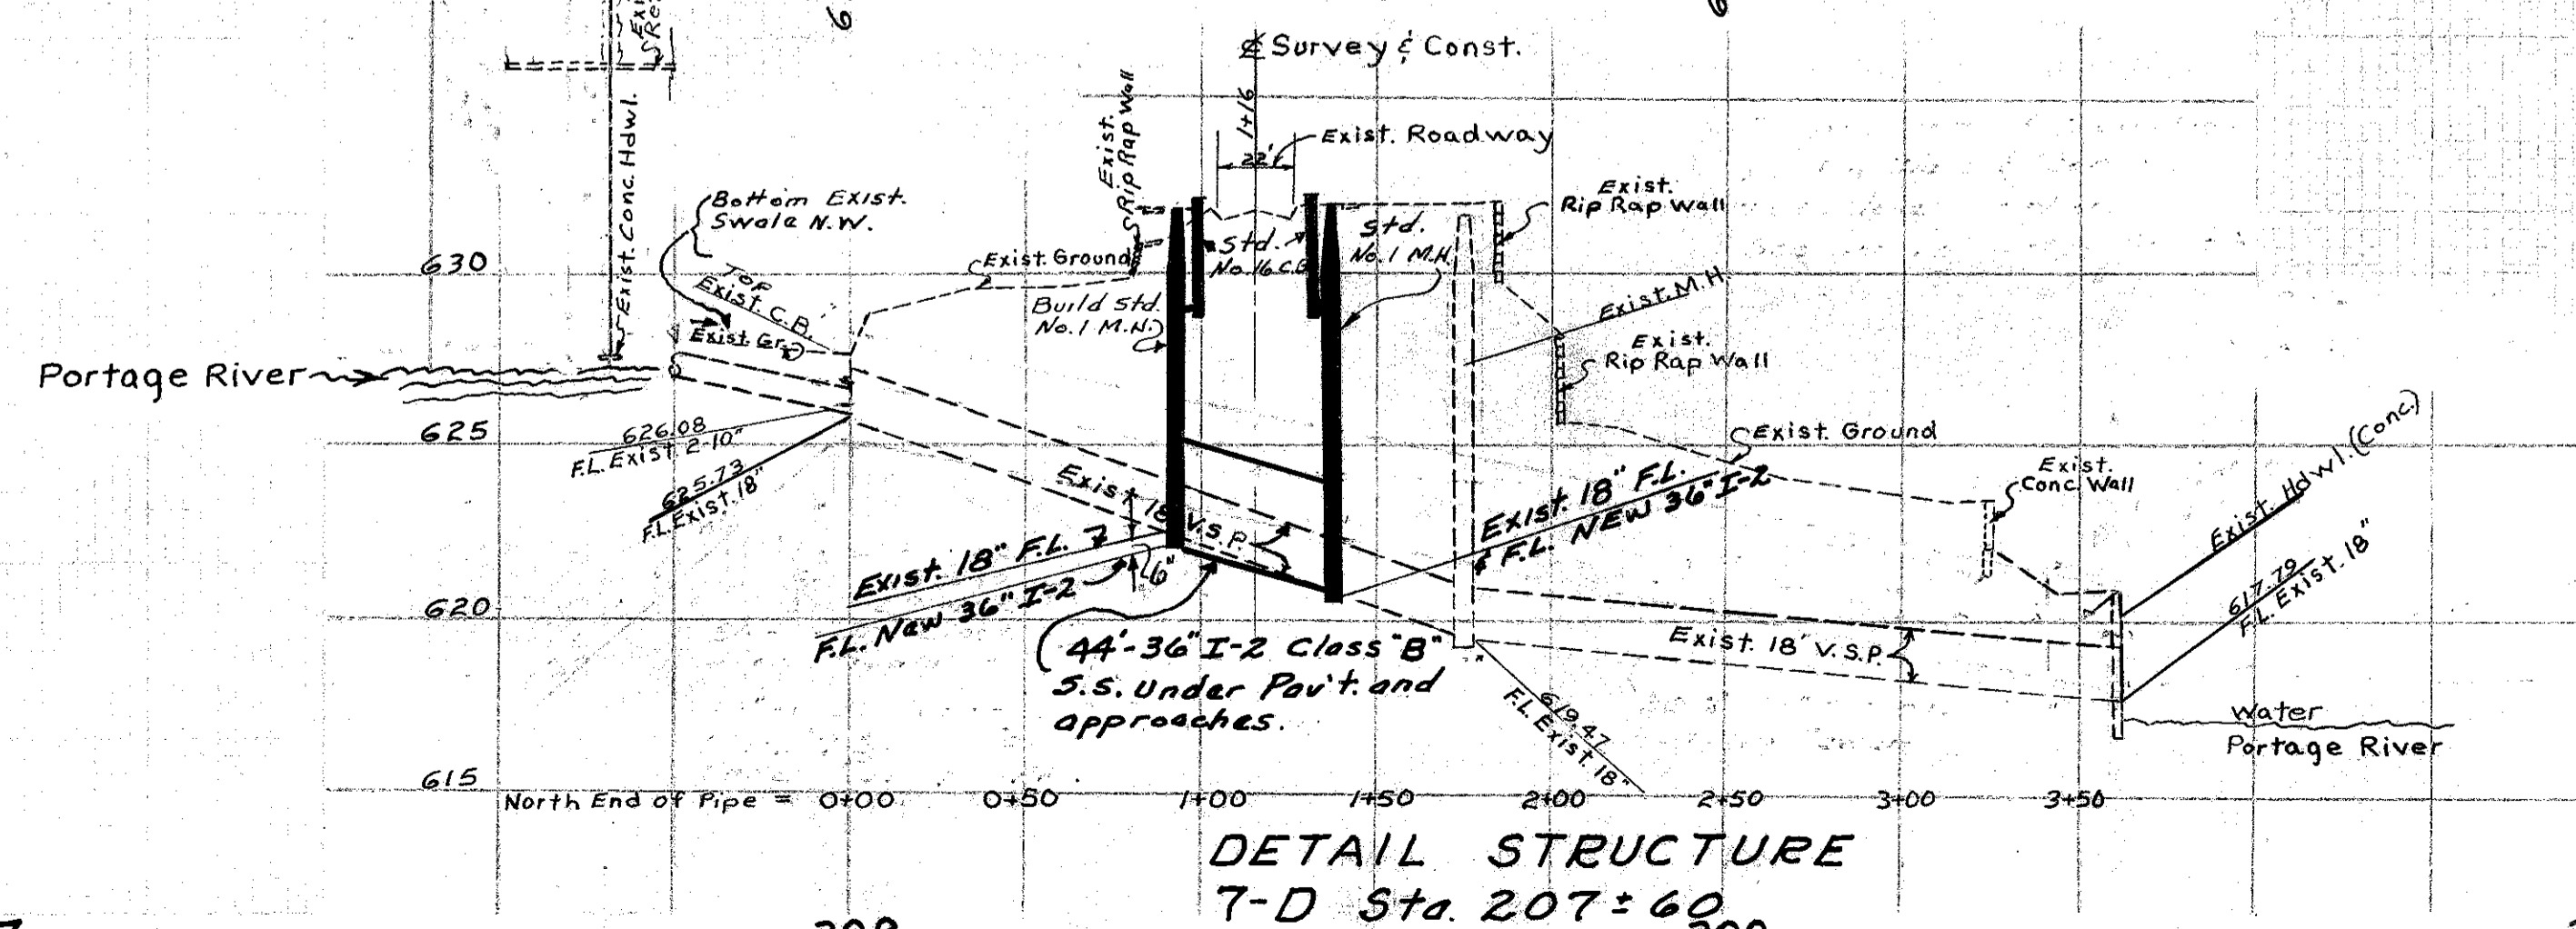 ℄ Survey & Const.
1+16
22'
Exist. Roadway
Exist.
Rip Rap Wall
Exist. Conc. Hdwl.
Bottom Exist.
Swale N.W.
Top
Exist. C.B.
Exist. Gr.
Exist. Ground
Build Std.
No. 1 M.H.
Std.
No. 16 C.B.
Std.
No. 1 M.H.
Exist.
Rip Rap Wall
Exist. M.H.
Exist.
Rip Rap Wall
Exist. Ground
Exist.
Conc. Wall
Exist. Hdwl. (Conc.)
617.79
F.L. Exist. 18"
Portage River
630
625
620
615
626.08
F.L. Exist 2-10"
625.73
F.L. Exist. 18"
Exist 18" V.S.P.
Exist. 18" F.L.
F.L. New 36" I-2
6"
Exist. 18" F.L.
& F.L. NEW 36" I-2
44'-36" I-2 Class "B"
S.S. Under Pav't. and
approaches.
Exist. 18" V.S.P.
619.47
F.L. Exist. 18"
Water
Portage River
North End of Pipe = 0+00 0+50 1+00 1+50 2+00 2+50 3+00 3+50
DETAIL STRUCTURE
7-D Sta. 207 ± 60